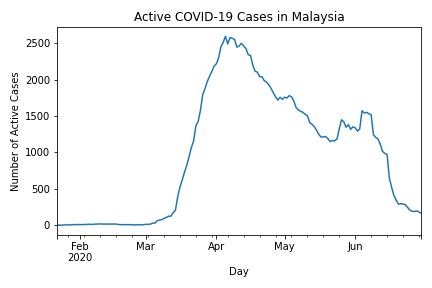 Active COVID-19 Cases in Malaysia
Number of Active Cases
2500
2000
1500
1000
500
0
Feb
2020
Mar
Apr
May
Jun
Day